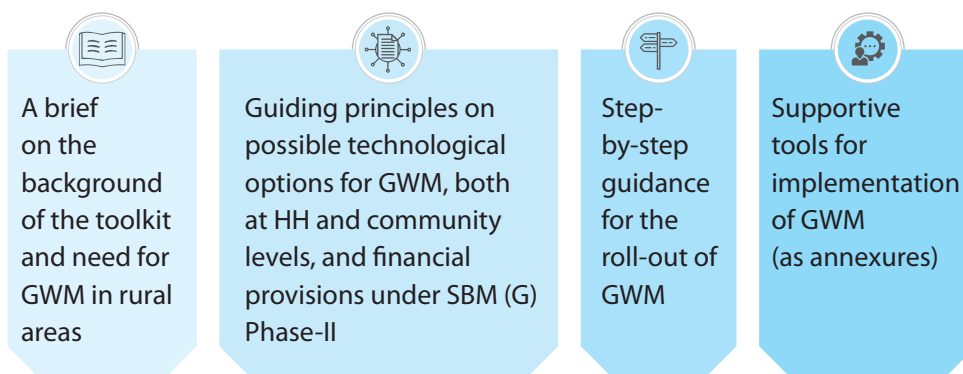 A brief
on the
background
of the toolkit
and need for
GWM in rural
areas
Guiding principles on
possible technological
options for GWM, both
at HH and community
levels, and financial
provisions under SBM (G)
Phase-II
Step-
by-step
guidance
for the
roll-out of
GWM
Supportive
tools for
implementation
of GWM
(as annexures)